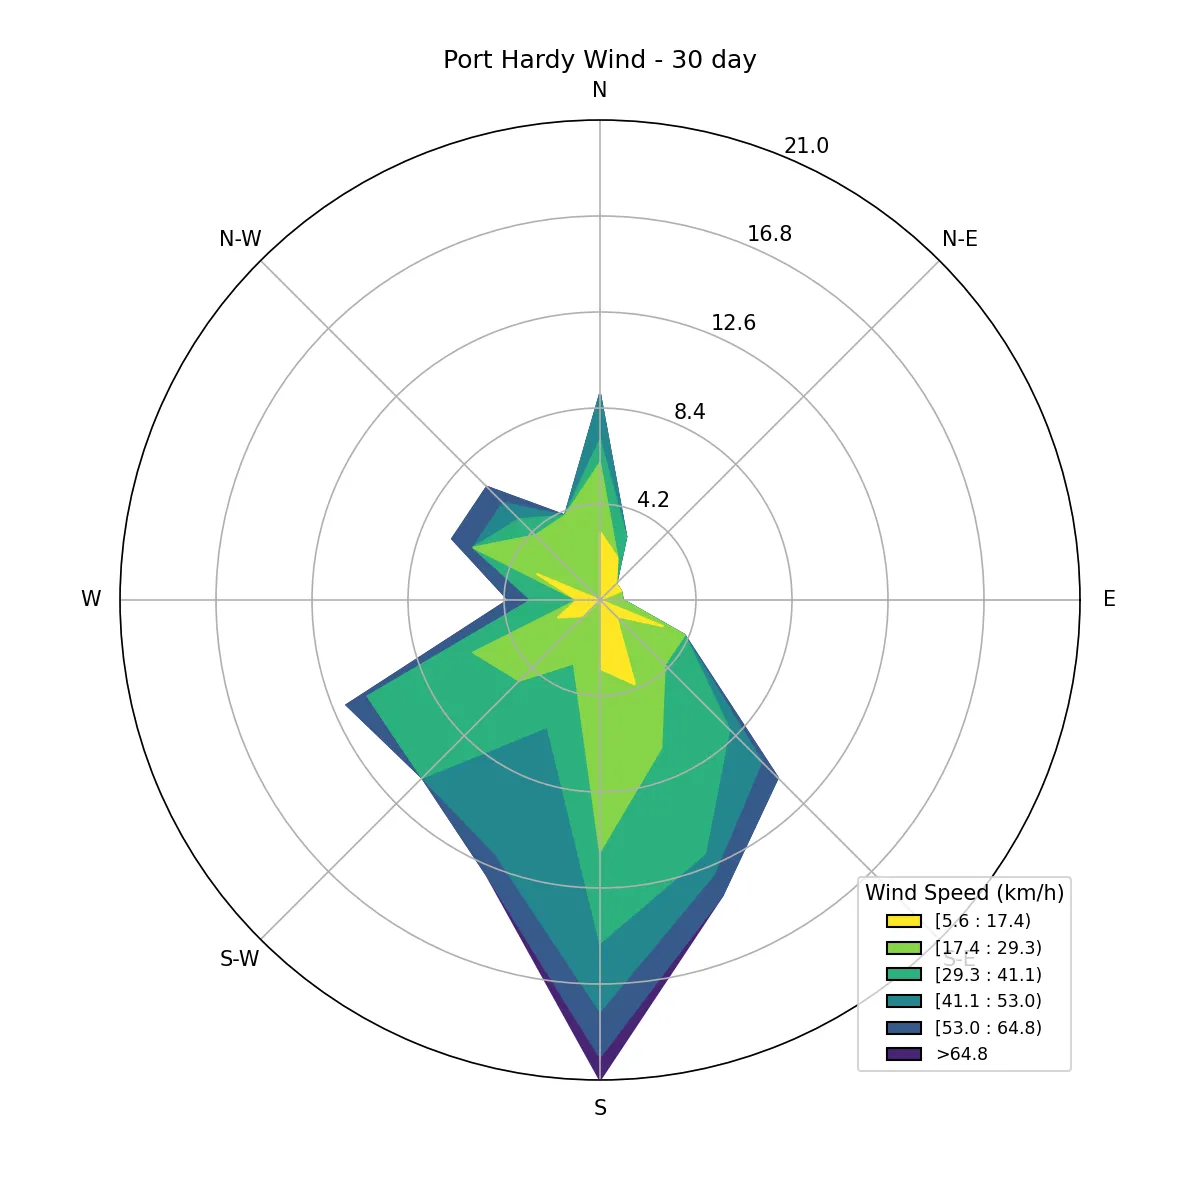 Port Hardy Wind - 30 day
N
21.0
N-W
16.8
N-E
12.6
8.4
4.2
W
E
S-W
S-E
Wind Speed (km/h)
[5.6 : 17.4)
[17.4 : 29.3)
[29.3 : 41.1)
[41.1 : 53.0)
[53.0 : 64.8)
>64.8
S